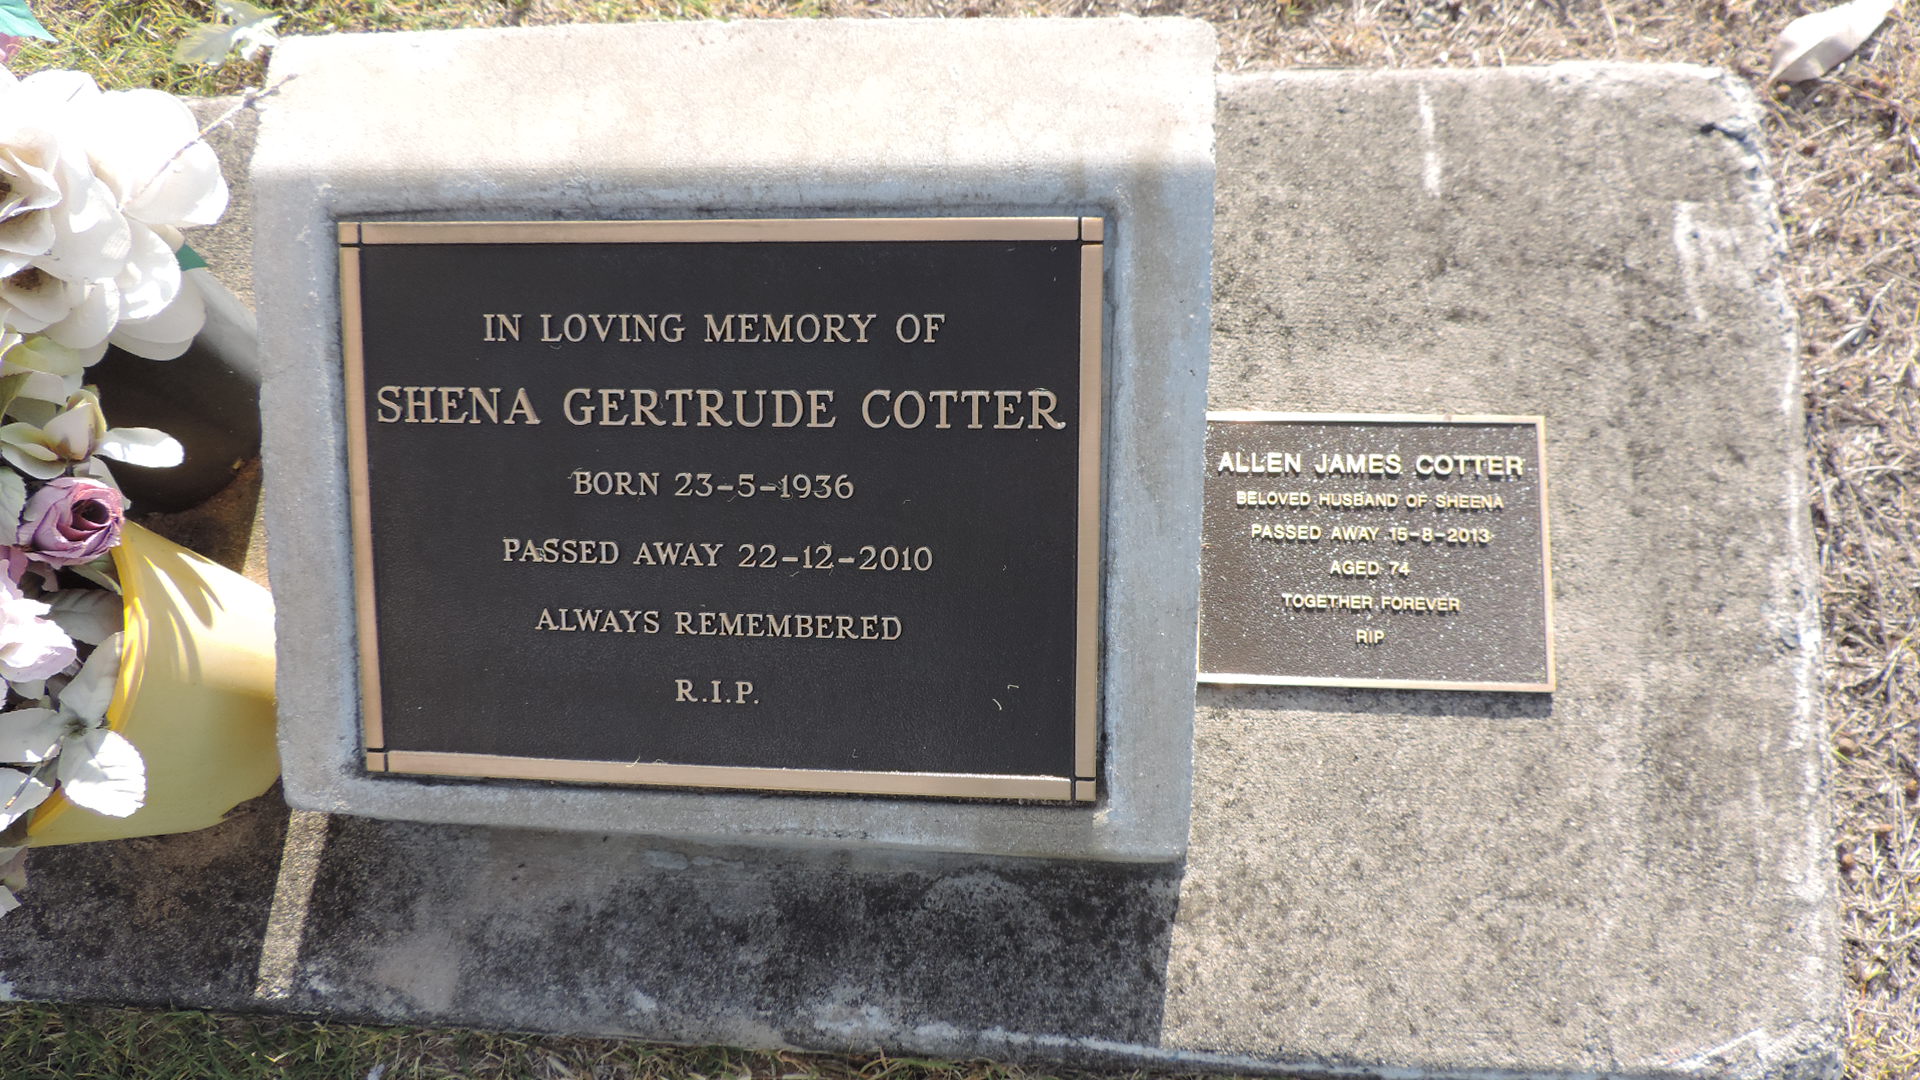 IN LOVING MEMORY OF
SHENA GERTRUDE COTTER
BORN 23-5-1936
PASSED AWAY 22-12-2010
ALWAYS REMEMBERED
R.I.P.
ALLEN JAMES COTTER
BELOVED HUSBAND OF SHEENA
PASSED AWAY 15-8-2013
AGED 74
TOGETHER FOREVER
RIP